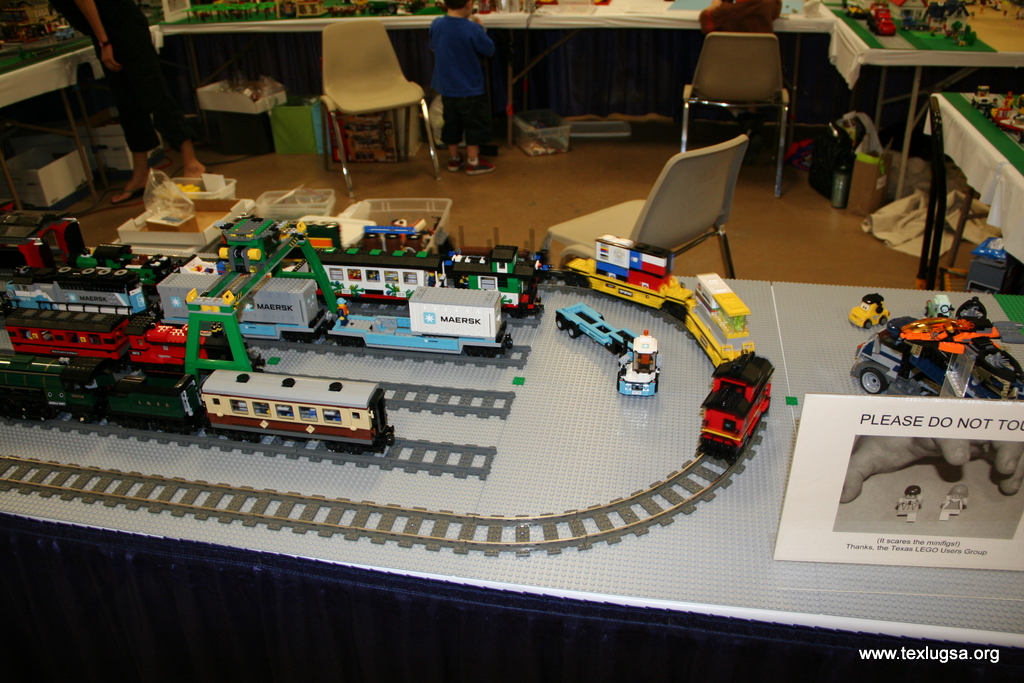 MAERSK
MAERSK
MAERSK
PLEASE DO NOT TOU
(It scares the minifigs!)
Thanks, the Texas LEGO Users Group
www.texlugsa.org